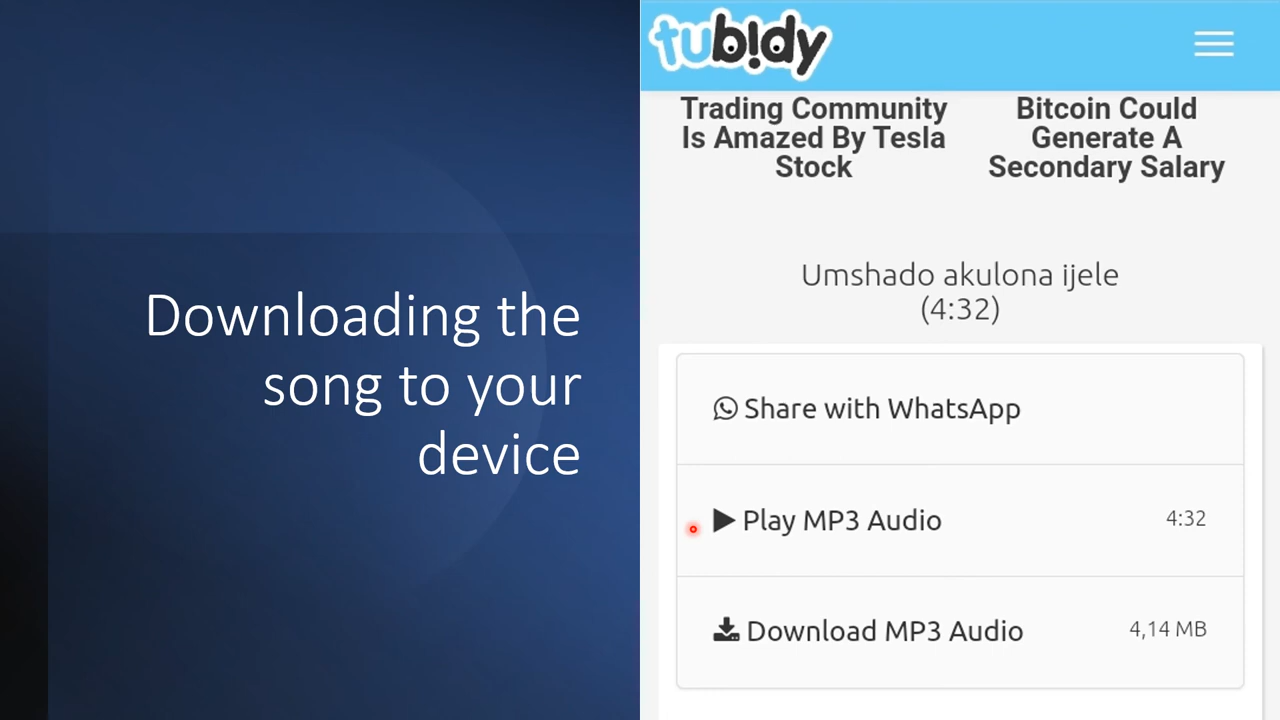 Downloading the
song to your
device
tubidy
Trading Community
Is Amazed By Tesla
Stock
Bitcoin Could
Generate A
Secondary Salary
Umshado akulona ijele
(4:32)
Share with WhatsApp
Play MP3 Audio 4:32
Download MP3 Audio 4,14 MB